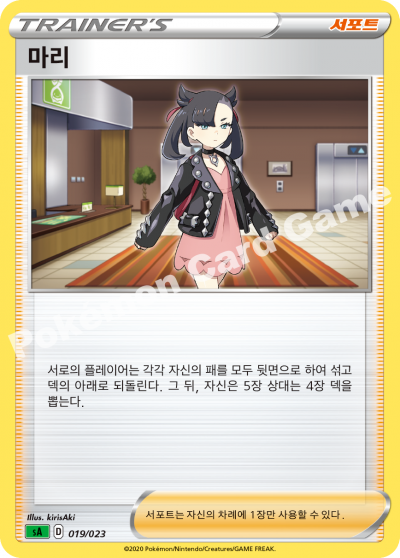 TRAINER'S
서포트
마리
Pokémon Card Game
서로의 플레이어는 각각 자신의 패를 모두 뒷면으로 하여 섞고
덱의 아래로 되돌린다. 그 뒤, 자신은 5장 상대는 4장 덱을
뽑는다.
Illus. kirisAki
서포트는 자신의 차례에 1장만 사용할 수 있다.
sA D 019/023
©2020 Pokémon/Nintendo/Creatures/GAME FREAK.